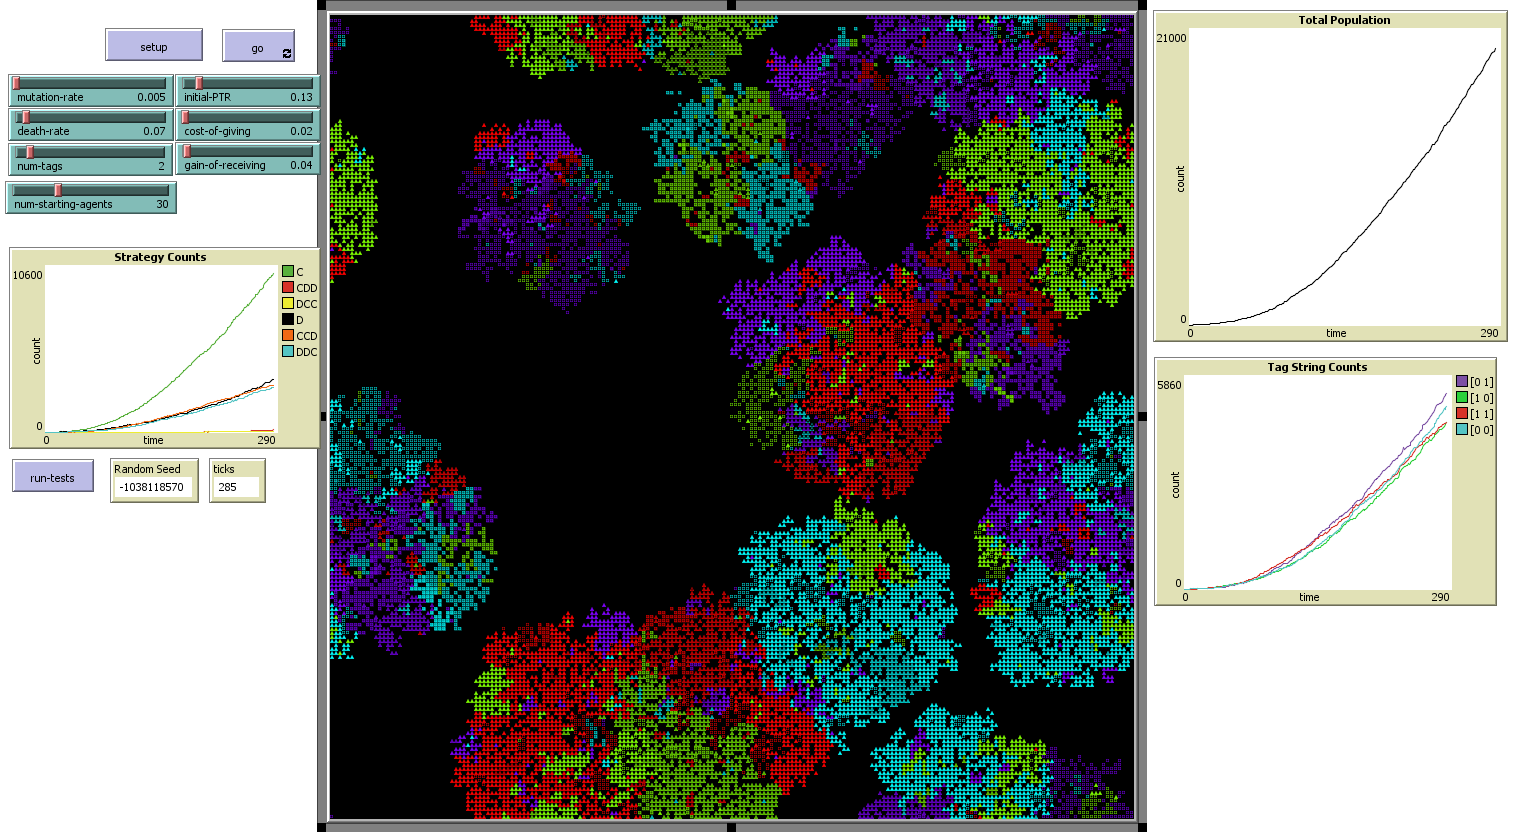 setup
go
mutation-rate 0.005
initial-PTR 0.13
death-rate 0.07
cost-of-giving 0.02
num-tags 2
gain-of-receiving 0.04
num-starting-agents 30
Strategy Counts
10600
count
0
0 time 290
C
CDD
DCC
D
CCD
DDC
run-tests
Random Seed
-1038118570
ticks
285
Total Population
21000
count
0
0 time 290
Tag String Counts
5860
count
0
0 time 290
[0 1]
[1 0]
[1 1]
[0 0]